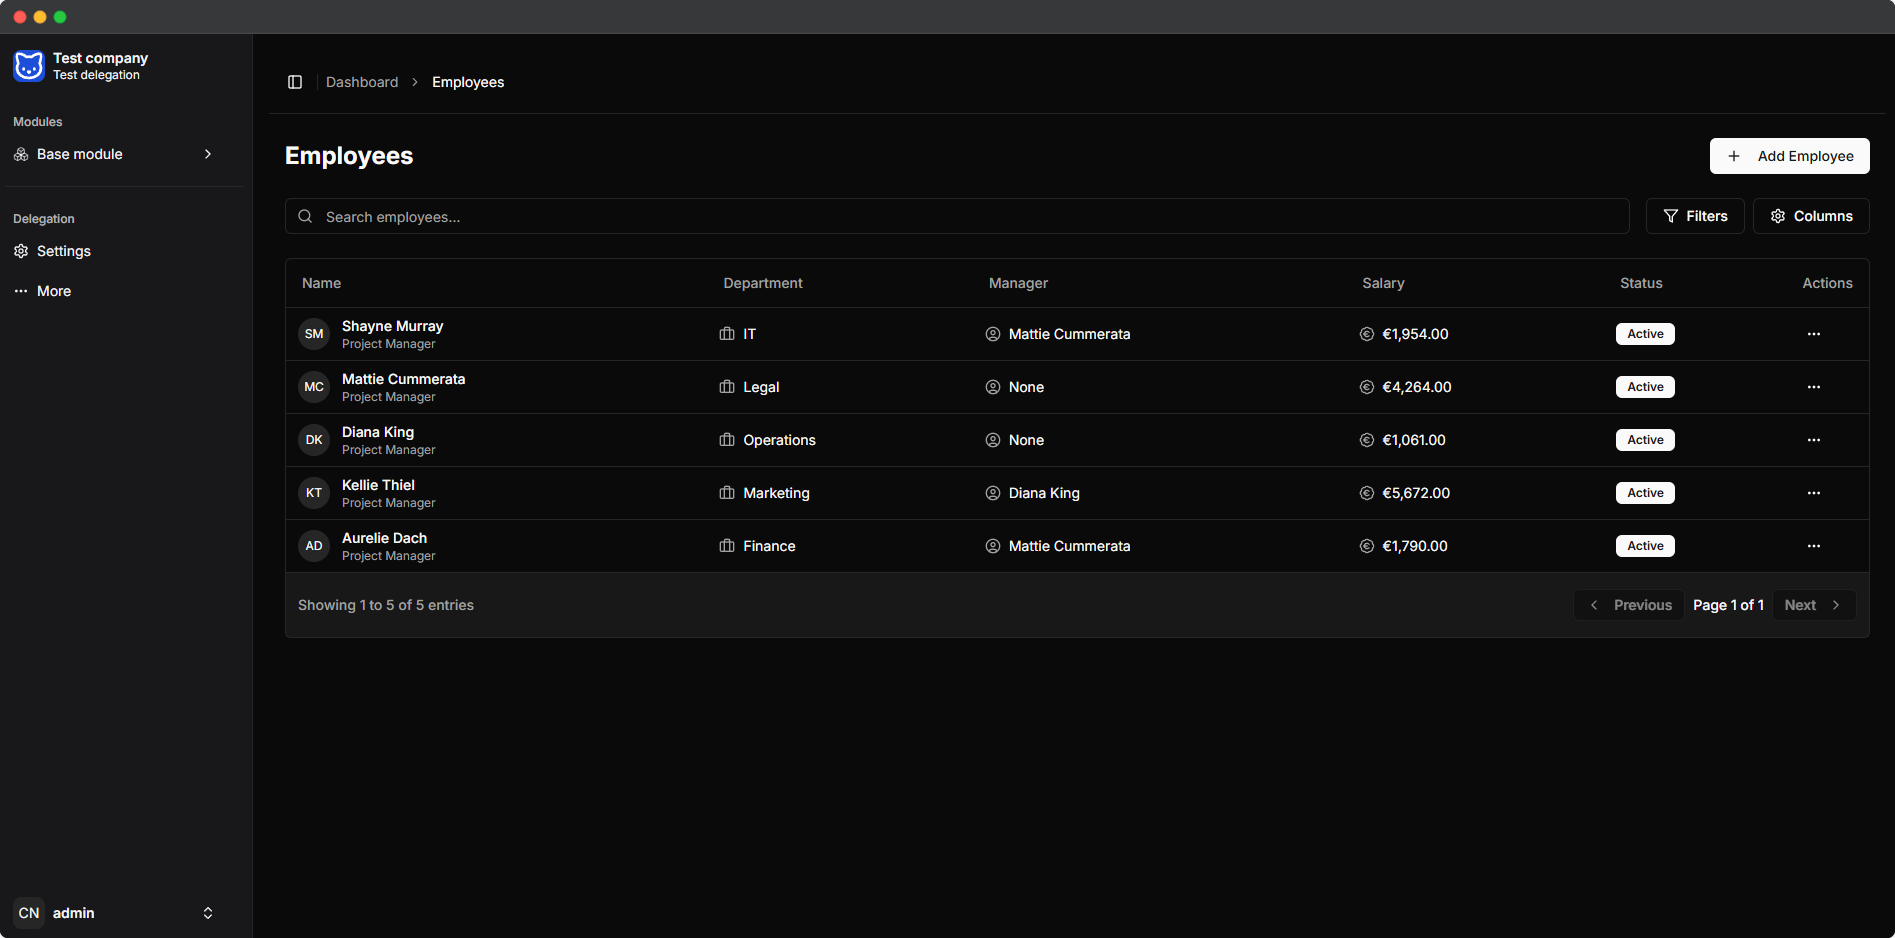 Test company
Test delegation
Modules
Base module
Delegation
Settings
More
CN admin
Dashboard Employees
Employees
Add Employee
Search employees...
Filters
Columns
Name Department Manager Salary Status Actions
SM Shayne Murray IT Mattie Cummerata €1,954.00 Active
Project Manager
MC Mattie Cummerata Legal None €4,264.00 Active
Project Manager
DK Diana King Operations None €1,061.00 Active
Project Manager
KT Kellie Thiel Marketing Diana King €5,672.00 Active
Project Manager
AD Aurelie Dach Finance Mattie Cummerata €1,790.00 Active
Project Manager
Showing 1 to 5 of 5 entries Previous Page 1 of 1 Next